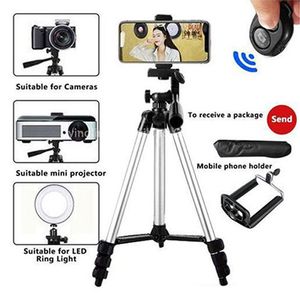 Suitable for Cameras
Suitable mini projector
Suitable for LED
Ring Light
To receive a package
Send
Mobile phone holder